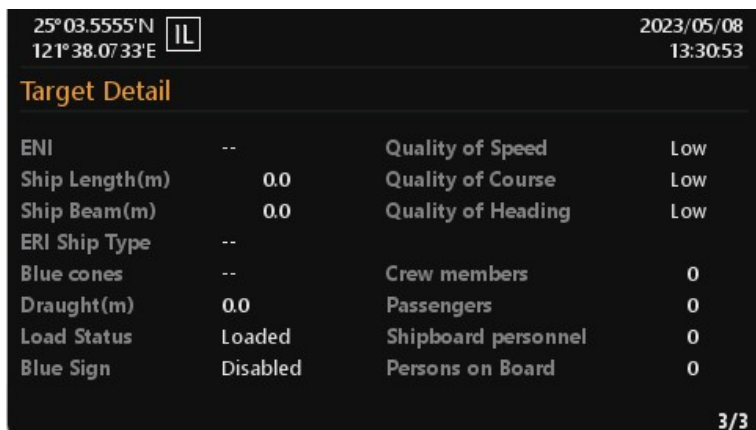 25°03.5555'N IL 2023/05/08
121°38.0733'E 13:30:53
Target Detail
ENI -- Quality of Speed Low
Ship Length(m) 0.0 Quality of Course Low
Ship Beam(m) 0.0 Quality of Heading Low
ERI Ship Type --
Blue cones -- Crew members 0
Draught(m) 0.0 Passengers 0
Load Status Loaded Shipboard personnel 0
Blue Sign Disabled Persons on Board 0
3/3